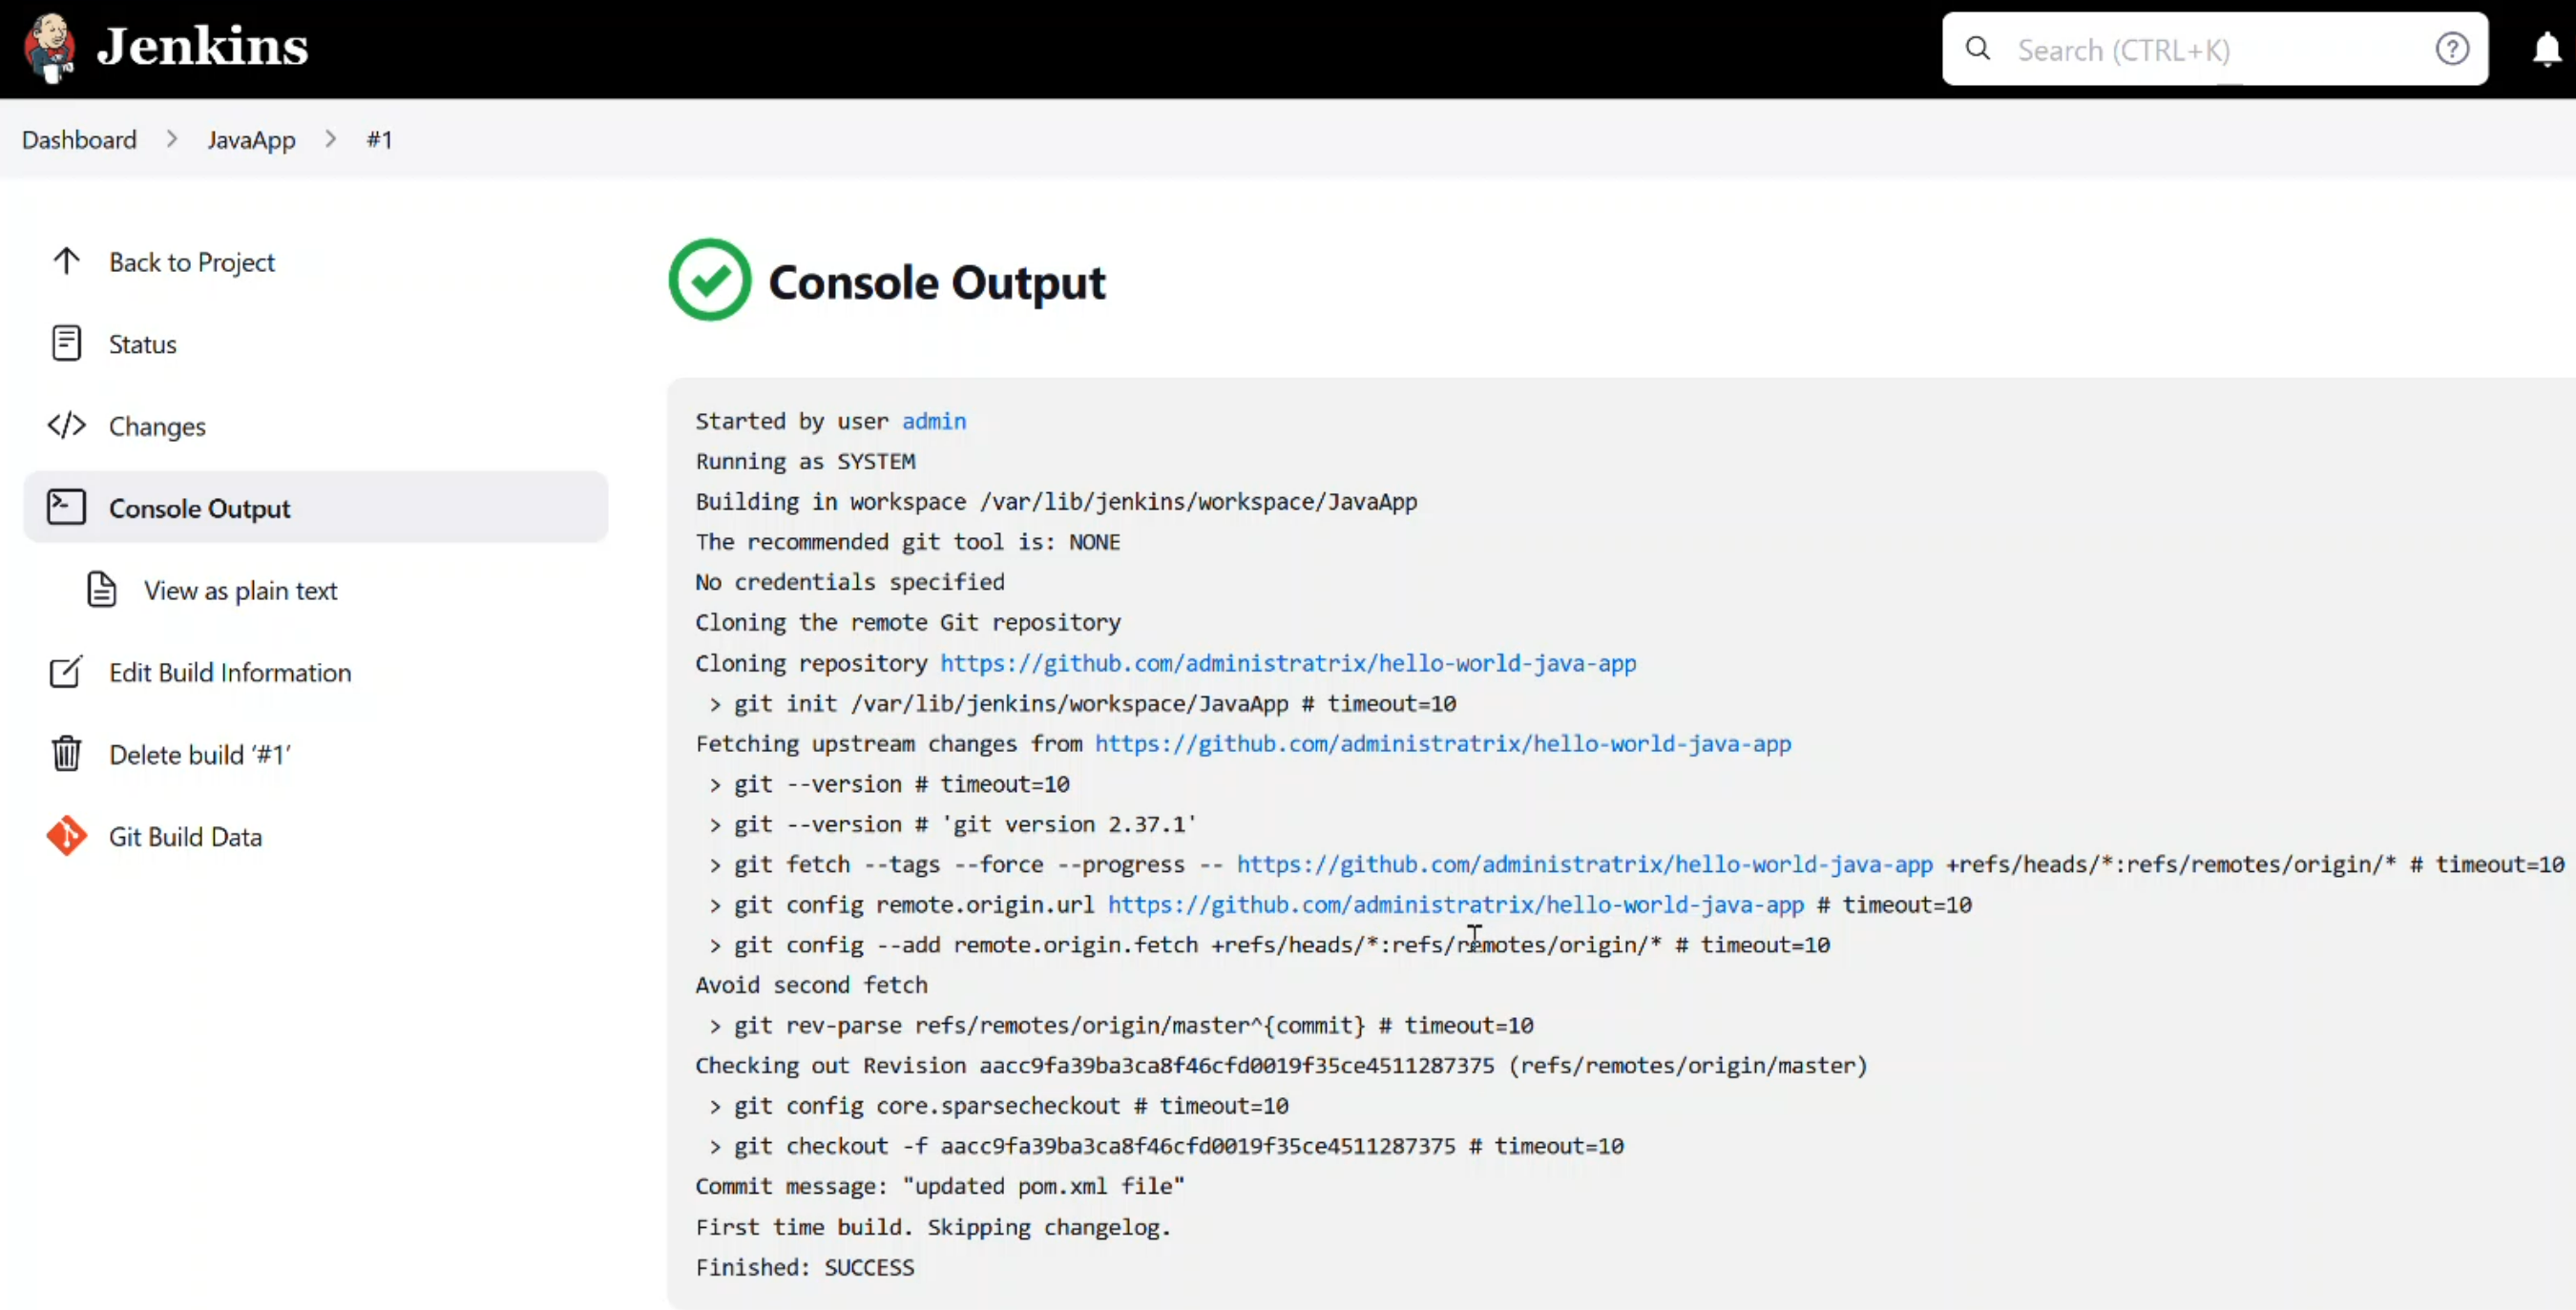 Jenkins
Search (CTRL+K)
Dashboard > JavaApp > #1
Back to Project
Status
Changes
Console Output
View as plain text
Edit Build Information
Delete build ‘#1’
Git Build Data
Console Output
Started by user admin
Running as SYSTEM
Building in workspace /var/lib/jenkins/workspace/JavaApp
The recommended git tool is: NONE
No credentials specified
Cloning the remote Git repository
Cloning repository https://github.com/administratrix/hello-world-java-app
> git init /var/lib/jenkins/workspace/JavaApp # timeout=10
Fetching upstream changes from https://github.com/administratrix/hello-world-java-app
> git --version # timeout=10
> git --version # 'git version 2.37.1'
> git fetch --tags --force --progress -- https://github.com/administratrix/hello-world-java-app +refs/heads/*:refs/remotes/origin/* # timeout=10
> git config remote.origin.url https://github.com/administratrix/hello-world-java-app # timeout=10
> git config --add remote.origin.fetch +refs/heads/*:refs/remotes/origin/* # timeout=10
Avoid second fetch
> git rev-parse refs/remotes/origin/master^{commit} # timeout=10
Checking out Revision aacc9fa39ba3ca8f46cfd0019f35ce4511287375 (refs/remotes/origin/master)
> git config core.sparsecheckout # timeout=10
> git checkout -f aacc9fa39ba3ca8f46cfd0019f35ce4511287375 # timeout=10
Commit message: "updated pom.xml file"
First time build. Skipping changelog.
Finished: SUCCESS